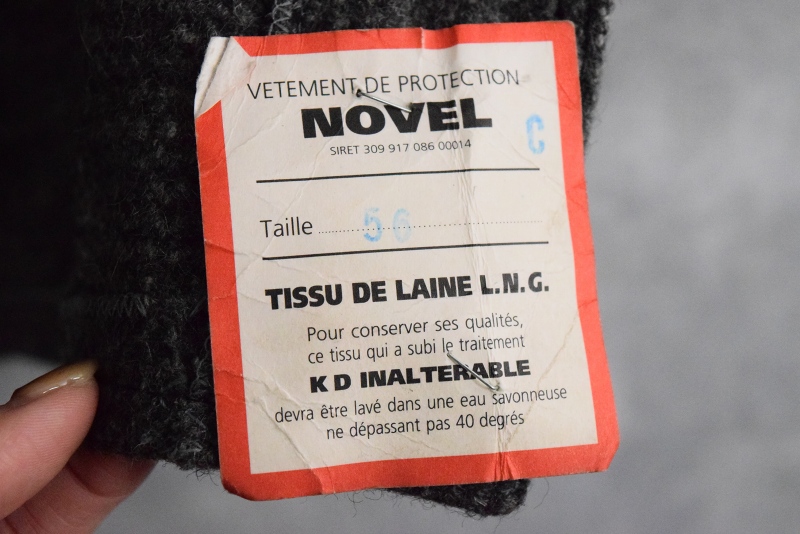 VETEMENT DE PROTECTION
NOVEL
SIRET 309 917 086 00014
C
Taille 56
TISSU DE LAINE L.N.G.
Pour conserver ses qualités,
ce tissu qui a subi le traitement
K D INALTERABLE
devra être lavé dans une eau savonneuse
ne dépassant pas 40 degrés